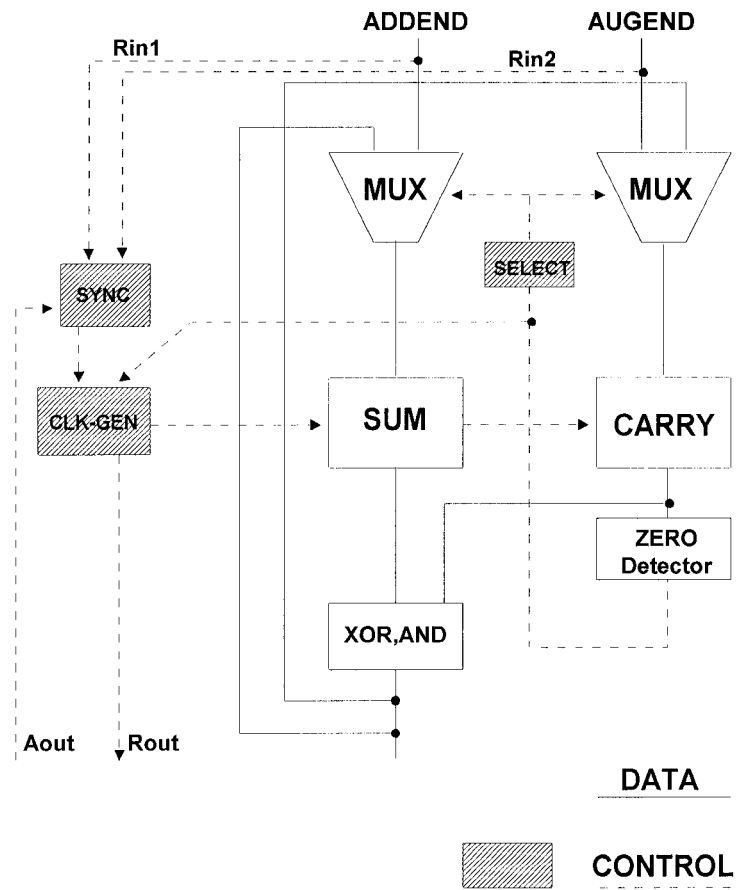 ADDEND
AUGEND
Rin1
Rin2
MUX
MUX
SELECT
SYNC
CLK-GEN
SUM
CARRY
ZERO
Detector
XOR,AND
Aout
Rout
DATA
CONTROL